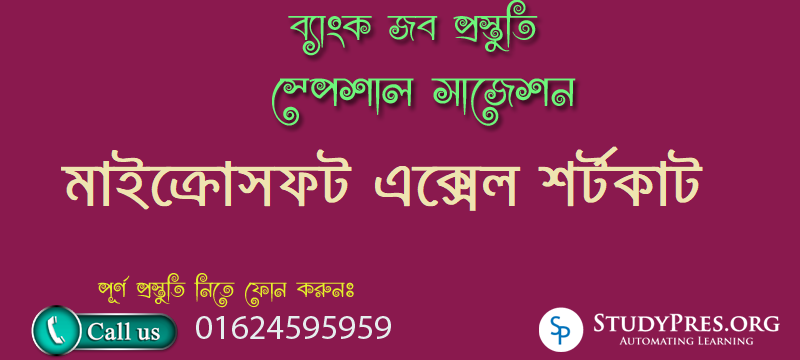 ব্যাংক জব প্রস্তুতি
স্পেশাল সাজেশন
মাইক্রোসফট এক্সেল শর্টকাট
পূর্ণ প্রস্তুতি নিতে ফোন করুনঃ
Call us 01624595959
SP StudyPres.org
Automating Learning